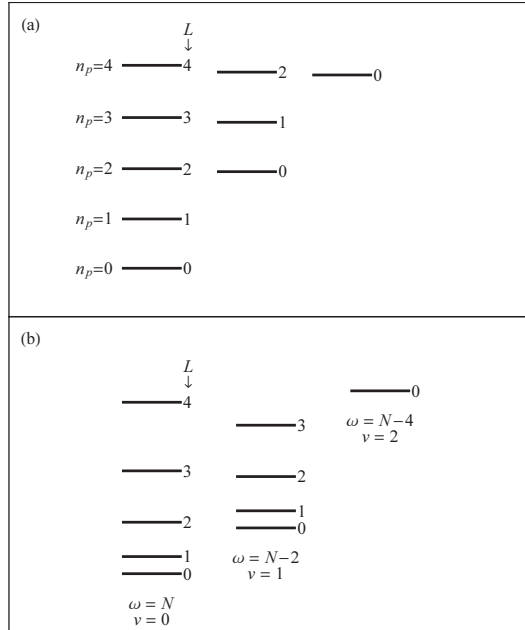 (a)
L
↓
n_p=4 4 2 0
n_p=3 3 1
n_p=2 2 0
n_p=1 1
n_p=0 0
(b)
L
↓
0
4
ω = N−4
v = 2
3
3
2
2
1
0
1
0
ω = N−2
v = 1
ω = N
v = 0